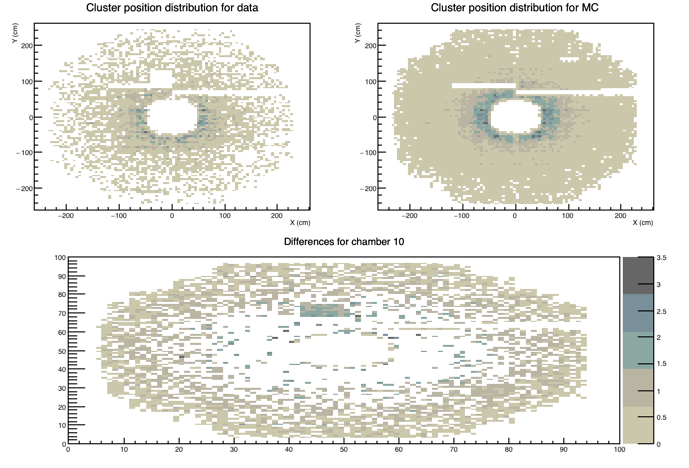 Cluster position distribution for data
Y (cm)
200
100
0
−100
−200
−200 −100 0 100 200
X (cm)
Cluster position distribution for MC
Y (cm)
200
100
0
−100
−200
−200 −100 0 100 200
X (cm)
Differences for chamber 10
100
90
80
70
60
50
40
30
20
10
0
0 10 20 30 40 50 60 70 80 90 100
3.5
3
2.5
2
1.5
1
0.5
0